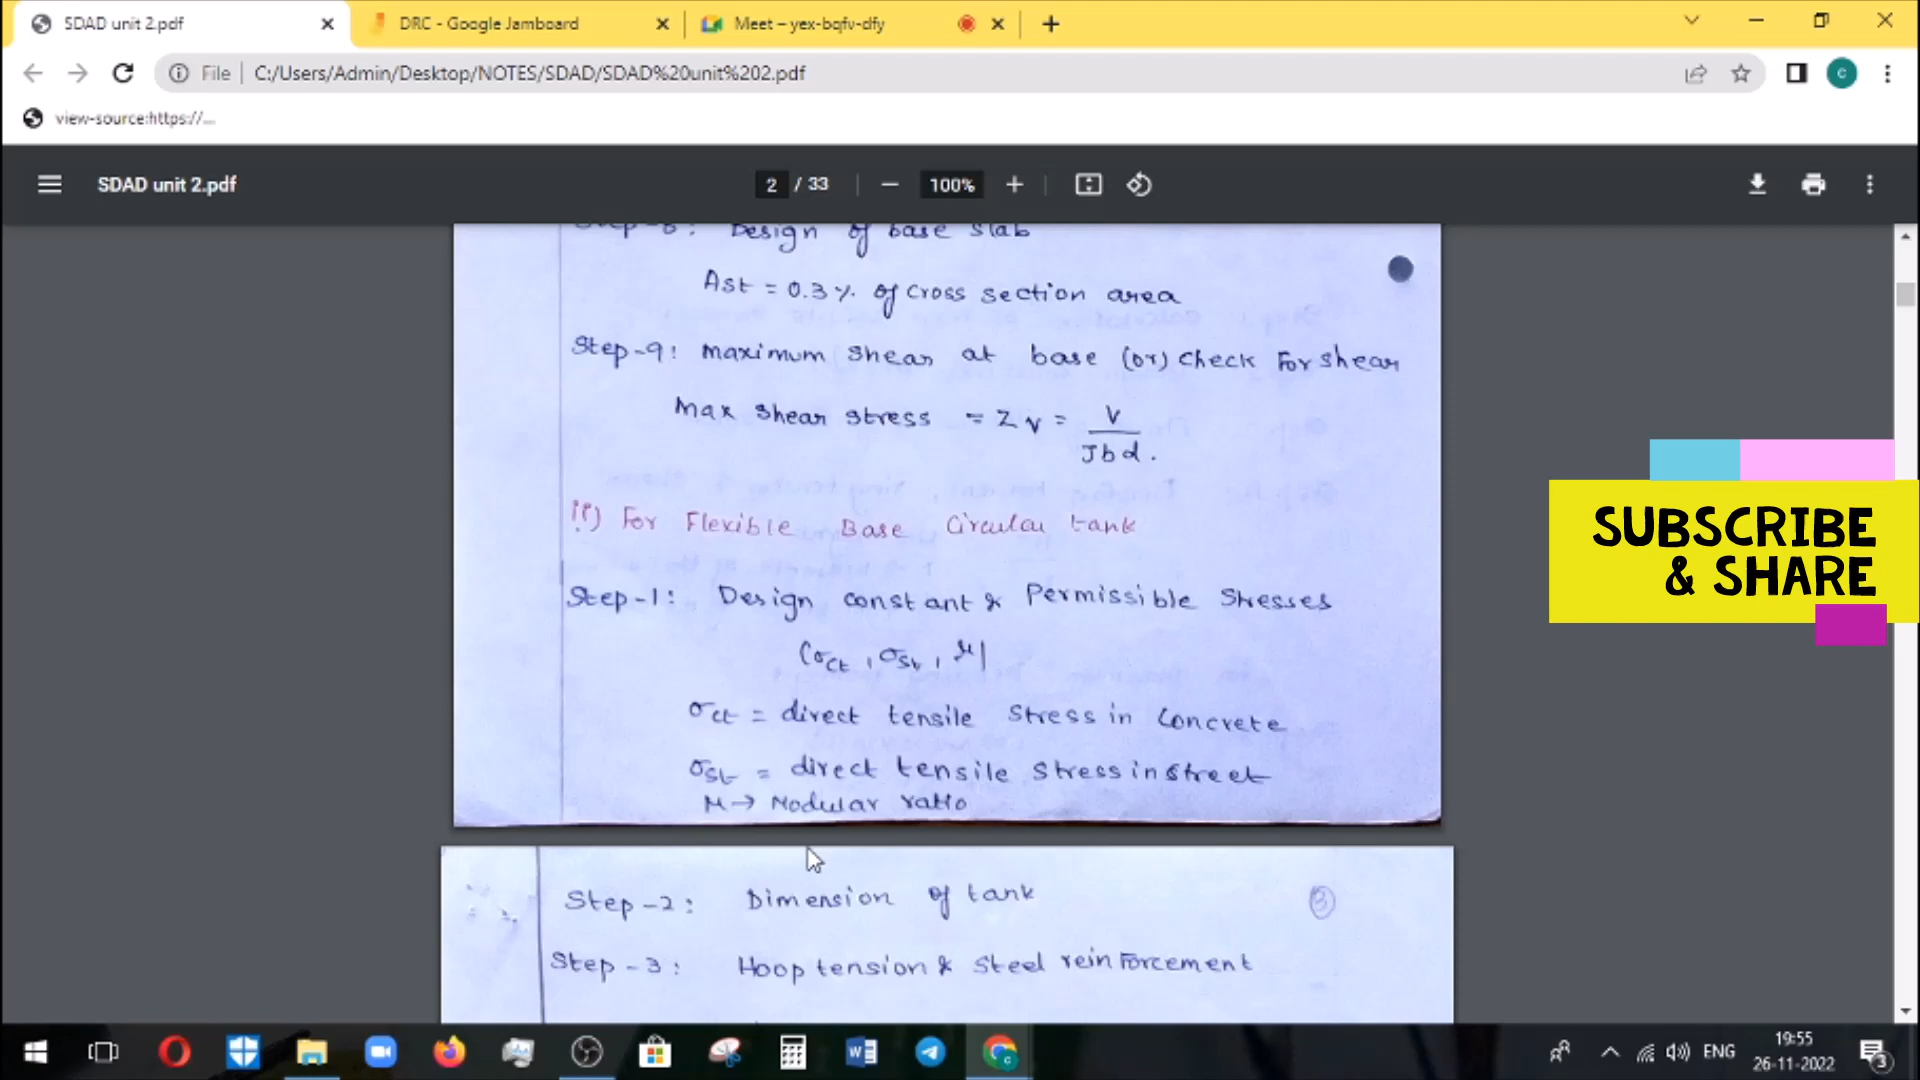 SDAD unit 2.pdf
DRC - Google Jamboard
Meet – yex-bqfv-dfy
File
C:/Users/Admin/Desktop/NOTES/SDAD/SDAD%20unit%202.pdf
C
view-source:https://...
SDAD unit 2.pdf
2 / 33
100%
Design of base slab
Ast = 0.3 % of cross section area
Step-9: maximum shear at base (or) check For shear
Max shear stress = Z v = V / Jbd.
ii) For Flexible Base Circular tank
Step-1: Design constant & Permissible Stresses
(σct, σst, M)
σct = direct tensile stress in Concrete
σst = direct tensile stress in street
M → Modular ratio
Step-2: Dimension of tank
3
Step-3: Hoop tension & Steel reinforcement
SUBSCRIBE
& SHARE
ENG
19:55
26-11-2022
3